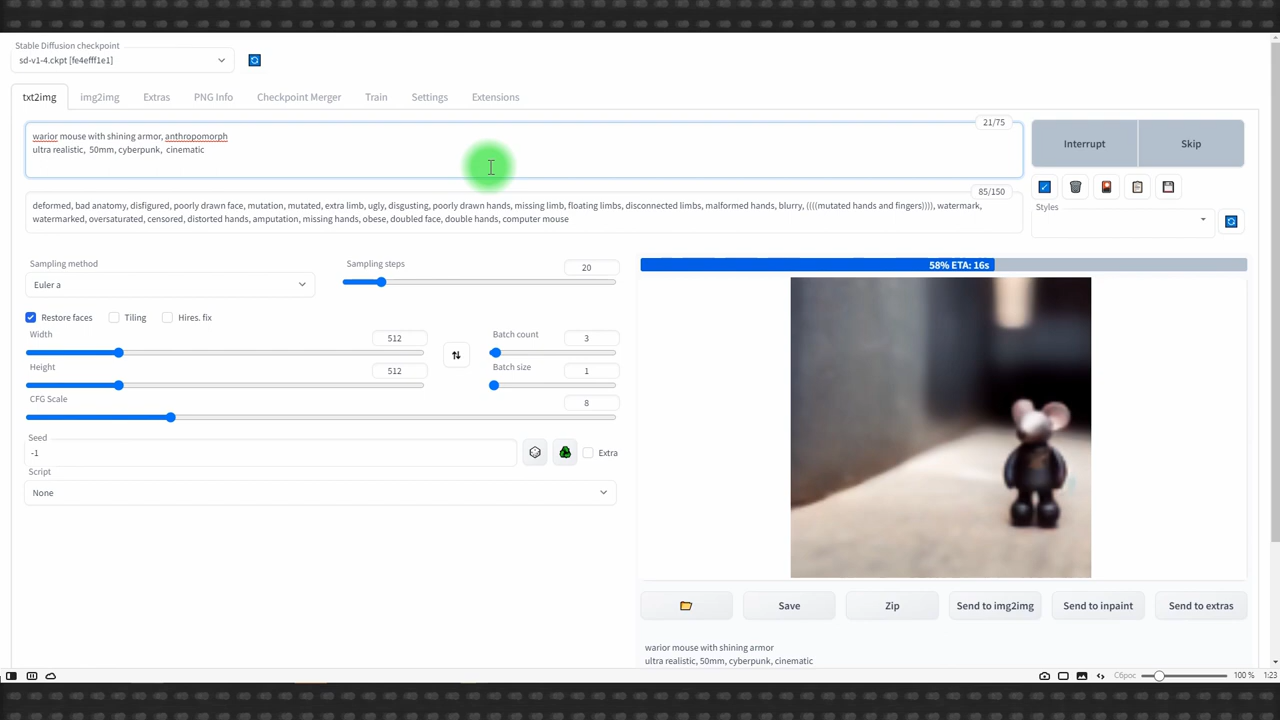 Stable Diffusion checkpoint
sd-v1-4.ckpt [fe4efff1e1]
txt2img img2img Extras PNG Info Checkpoint Merger Train Settings Extensions
21/75
warior mouse with shining armor, anthropomorph
ultra realistic, 50mm, cyberpunk, cinematic
Interrupt Skip
85/150
deformed, bad anatomy, disfigured, poorly drawn face, mutation, mutated, extra limb, ugly, disgusting, poorly drawn hands, missing limb, floating limbs, disconnected limbs, malformed hands, blurry, ((((mutated hands and fingers)))), watermark,
watermarked, oversaturated, censored, distorted hands, amputation, missing hands, obese, doubled face, double hands, computer mouse
Styles
Sampling method
Euler a
Sampling steps 20
58% ETA: 16s
Restore faces Tiling Hires. fix
Width 512
Height 512
Batch count 3
Batch size 1
CFG Scale 8
Seed
-1
Extra
Script
None
Save Zip Send to img2img Send to inpaint Send to extras
warior mouse with shining armor
ultra realistic, 50mm, cyberpunk, cinematic
Сброс 100 % 1:23